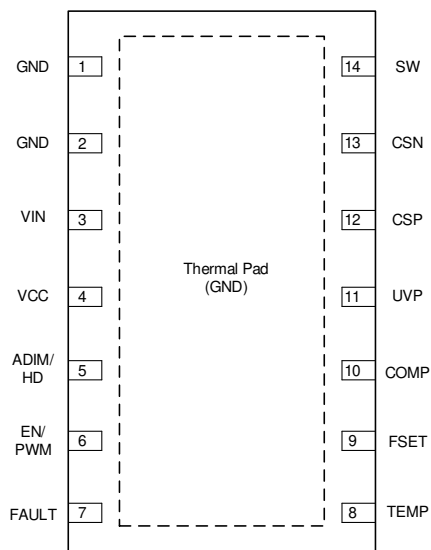 GND 1
14 SW
GND 2
13 CSN
VIN 3
12 CSP
Thermal Pad
(GND)
VCC 4
11 UVP
ADIM/
HD 5
10 COMP
EN/
PWM 6
9 FSET
FAULT 7
8 TEMP